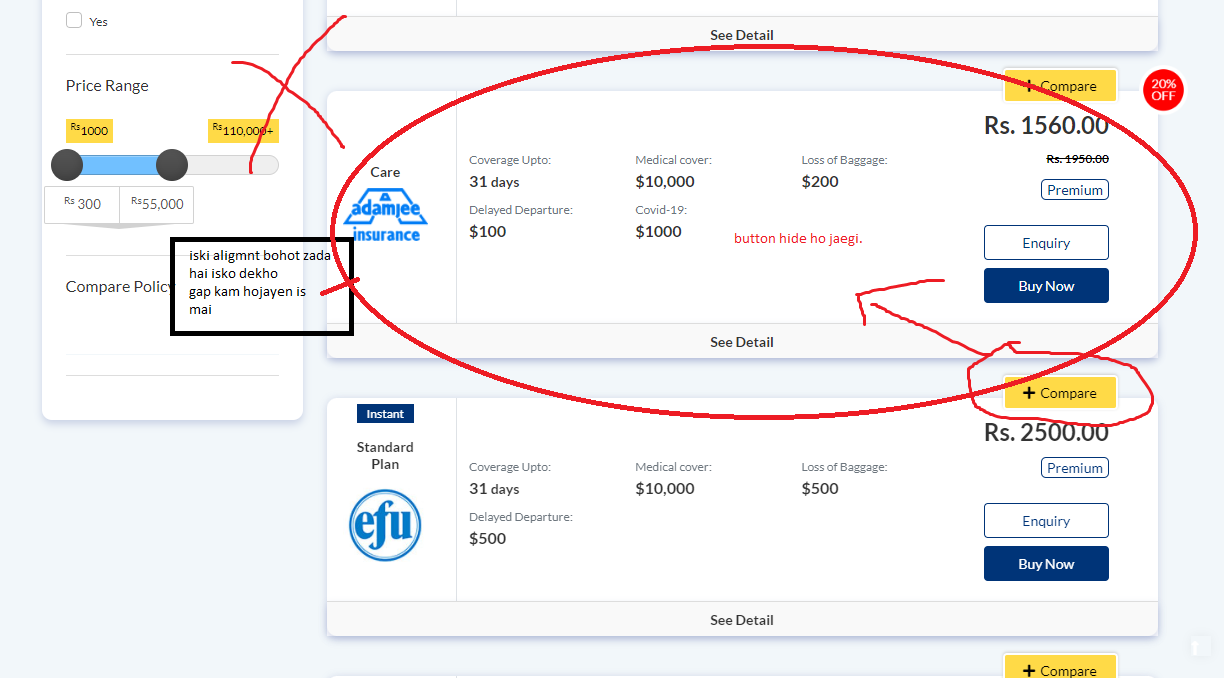 Yes
Price Range
Rs1000
Rs110,000+
Rs 300
Rs55,000
Compare Policy
iski aligmnt bohot zada
hai isko dekho
gap kam hojayen is
mai
See Detail
+ Compare
20%
OFF
Care
adamjee
insurance
Coverage Upto:
31 days
Medical cover:
$10,000
Loss of Baggage:
$200
Delayed Departure:
$100
Covid-19:
$1000
button hide ho jaegi.
Rs. 1560.00
Rs. 1950.00
Premium
Enquiry
Buy Now
See Detail
+ Compare
Instant
Standard
Plan
efu
Coverage Upto:
31 days
Medical cover:
$10,000
Loss of Baggage:
$500
Delayed Departure:
$500
Rs. 2500.00
Premium
Enquiry
Buy Now
See Detail
+ Compare